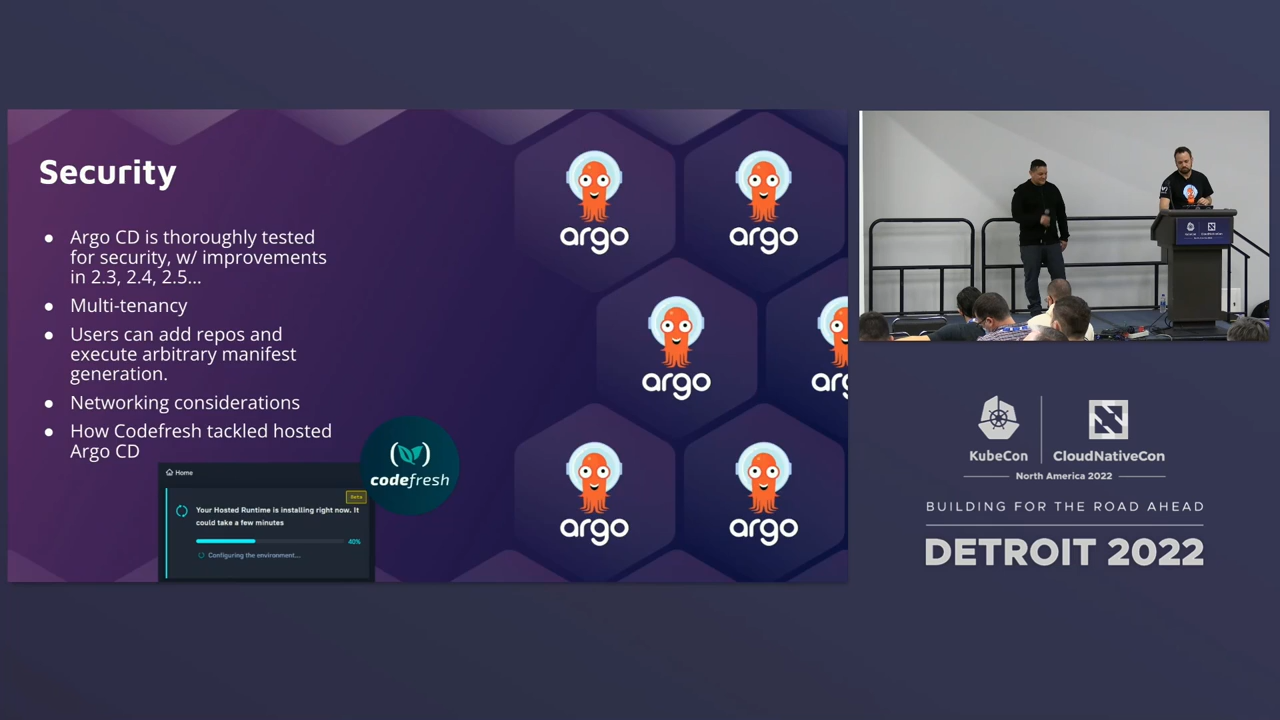 Security
● Argo CD is thoroughly tested
for security, w/ improvements
in 2.3, 2.4, 2.5...
● Multi-tenancy
● Users can add repos and
execute arbitrary manifest
generation.
● Networking considerations
● How Codefresh tackled hosted
Argo CD
Home
Beta
Your Hosted Runtime is installing right now. It
could take a few minutes
40%
Configuring the environment...
codefresh
argo
argo
argo
arg
argo
argo
KubeCon
CloudNativeCon
North America 2022
BUILDING FOR THE ROAD AHEAD
DETROIT 2022